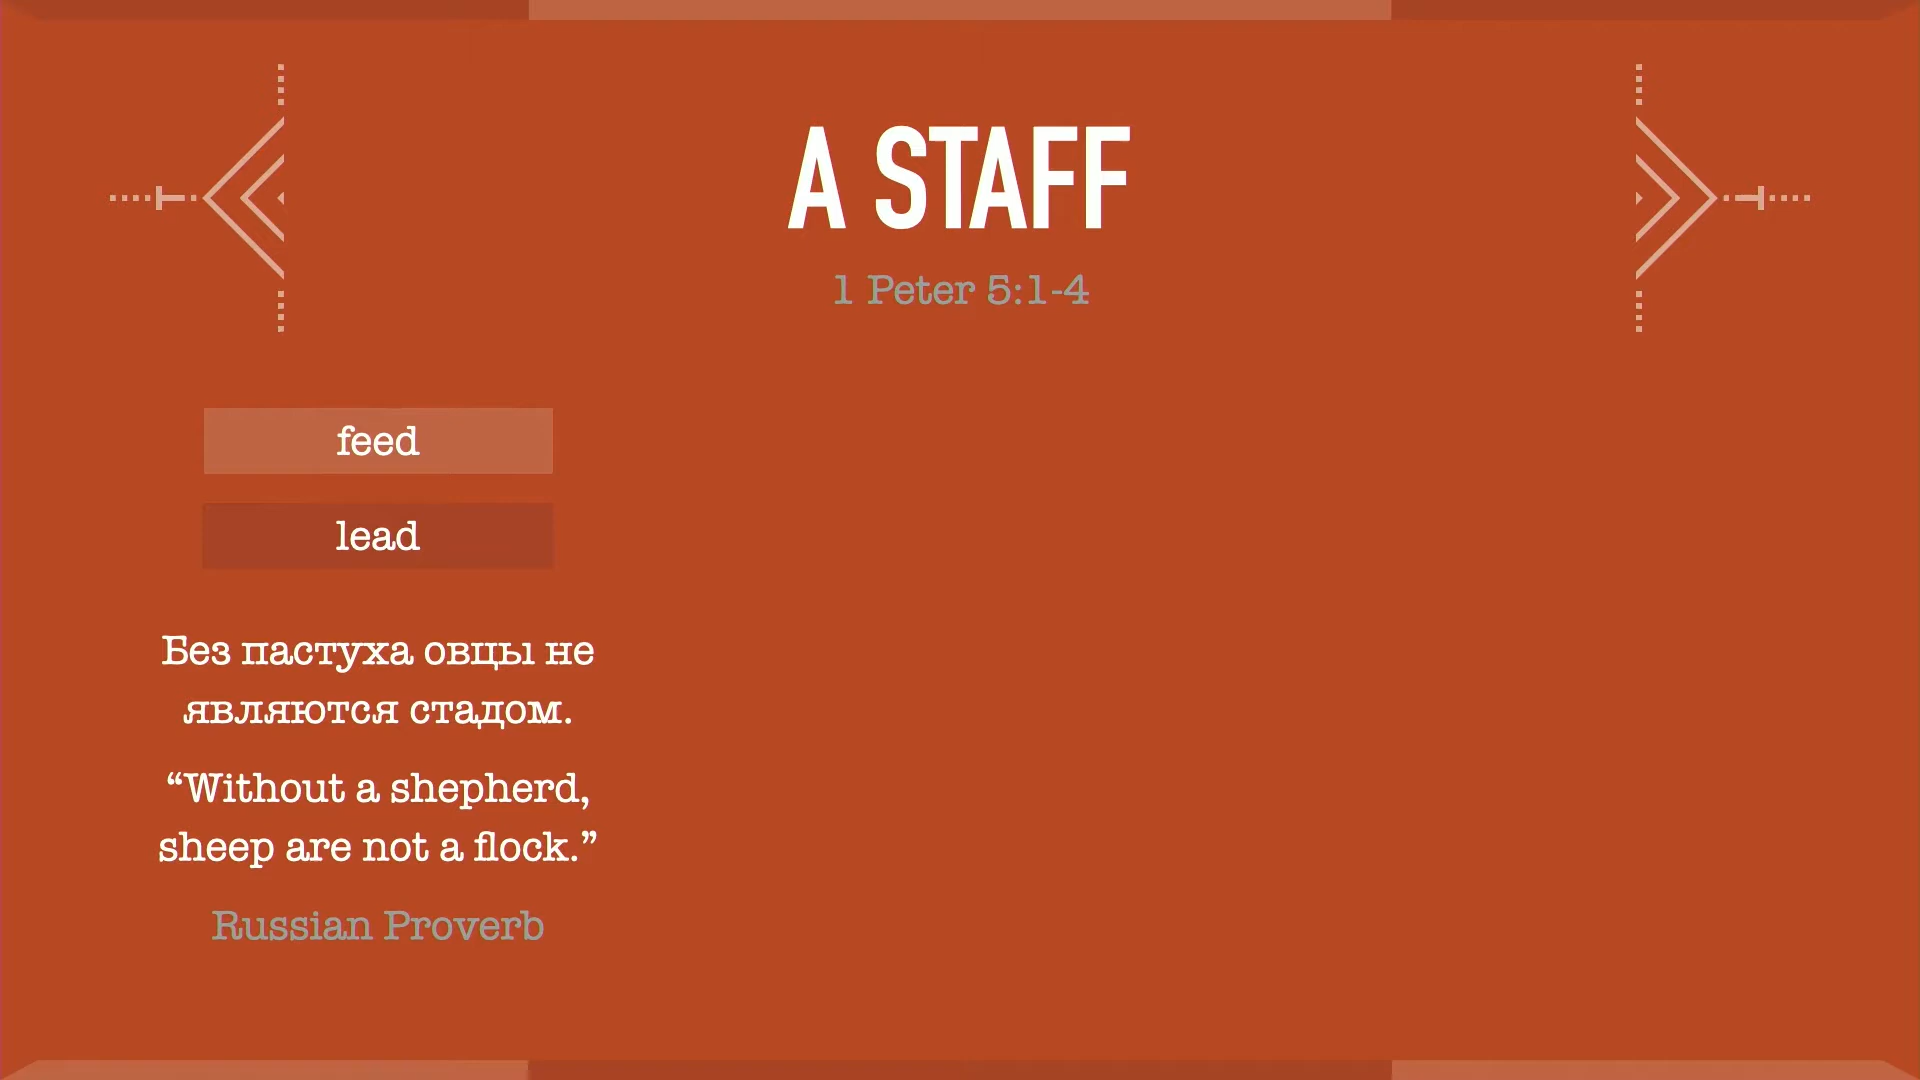 A STAFF
1 Peter 5:1-4
feed
lead
Без пастуха овцы не
являются стадом.
“Without a shepherd,
sheep are not a flock.”
Russian Proverb